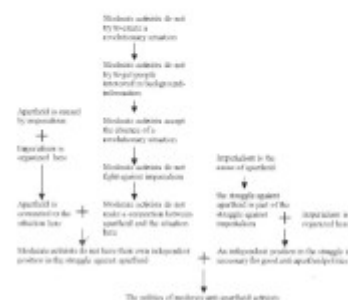 Moderate activists do not
try to create a
revolutionary situation
Moderate activists do not
try to get people
interested in background-
information
Apartheid is caused
by imperialism
+
Imperialism is
organized here
Moderate activists accept
the absence of a
revolutionary situation
Moderate activists do not
fight against imperialism
Imperialism is the
cause of apartheid
Apartheid is
connected to the
situation here
+
Moderate activists do not
make a connection between
apartheid and the situation
here
the struggle against
apartheid is part of the
struggle against
imperialism
+
Imperialism is
organized here
Moderate activists do not have their own independent
position in the struggle against apartheid
+
An independent position in the struggle is
necessary for good anti-apartheid politics
The politics of moderate anti-apartheid activists